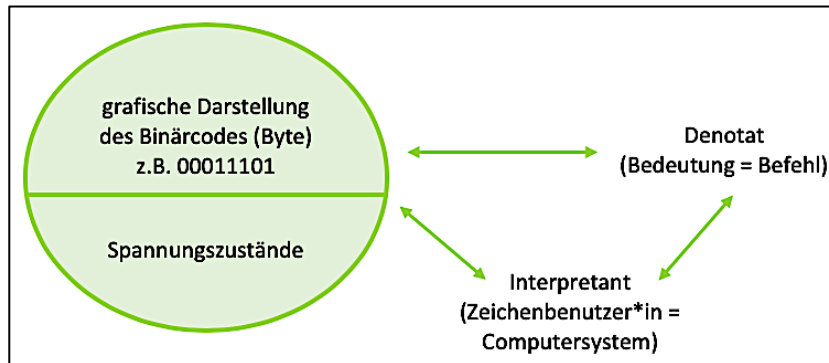 grafische Darstellung
des Binärcodes (Byte)
z.B. 00011101
Spannungszustände
Denotat
(Bedeutung = Befehl)
Interpretant
(Zeichenbenutzer*in =
Computersystem)